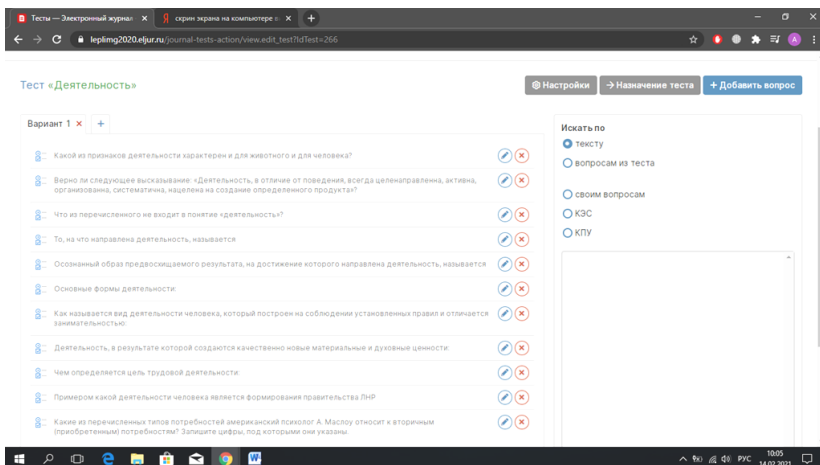 Тесты — Электронный журнал
скрин экрана на компьютере
leplimg2020.eljur.ru/journal-tests-action/view.edit_test?idTest=266
Тест «Деятельность»
Настройки
Назначение теста
+ Добавить вопрос
Вариант 1
Искать по
тексту
вопросам из теста
своим вопросам
КЭС
КПУ
Какой из признаков деятельности характерен и для животного и для человека?
Верно ли следующее высказывание: «Деятельность, в отличие от поведения, всегда целенаправленна, активна,
организованна, систематична, нацелена на создание определенного продукта»?
Что из перечисленного не входит в понятие «деятельность»?
То, на что направлена деятельность, называется
Осознанный образ предвосхищаемого результата, на достижение которого направлена деятельность, называется
Основные формы деятельности:
Как называется вид деятельности человека, который построен на соблюдении установленных правил и отличается
занимательностью:
Деятельность, в результате которой создаются качественно новые материальные и духовные ценности:
Чем определяется цель трудовой деятельности:
Примером какой деятельности человека является формирования правительства ЛНР
Какие из перечисленных типов потребностей американский психолог А. Маслоу относит к вторичным
(приобретенным) потребностям? Запишите цифры, под которыми они указаны.
РУС
10:05
14.02.2021